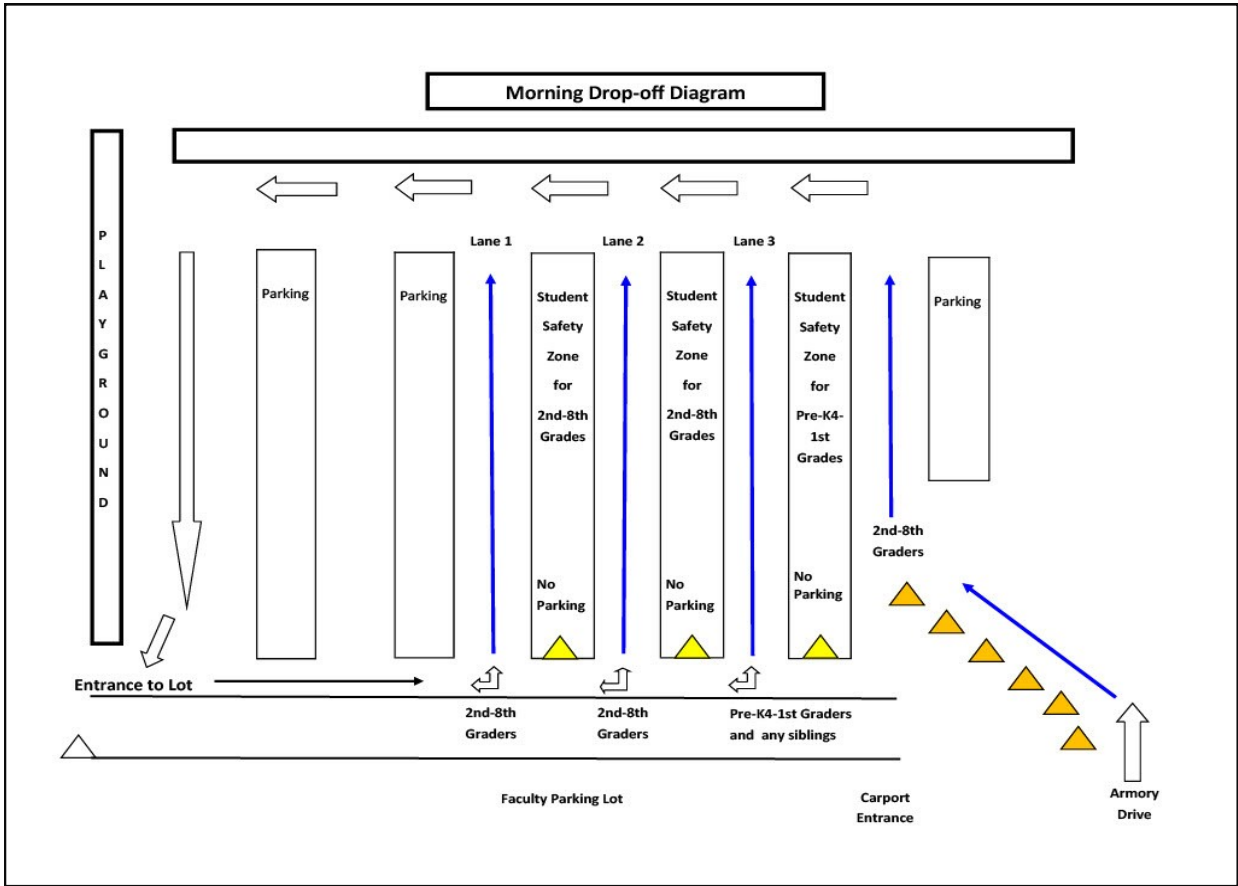 Morning Drop-off Diagram
PLAYGROUND
Lane 1
Lane 2
Lane 3
Parking
Parking
Student
Safety
Zone
for
2nd-8th
Grades
No
Parking
Student
Safety
Zone
for
2nd-8th
Grades
No
Parking
Student
Safety
Zone
for
Pre-K4-
1st
Grades
No
Parking
Parking
2nd-8th
Graders
Entrance to Lot
2nd-8th
Graders
2nd-8th
Graders
Pre-K4-1st Graders
and any siblings
Faculty Parking Lot
Carport
Entrance
Armory
Drive